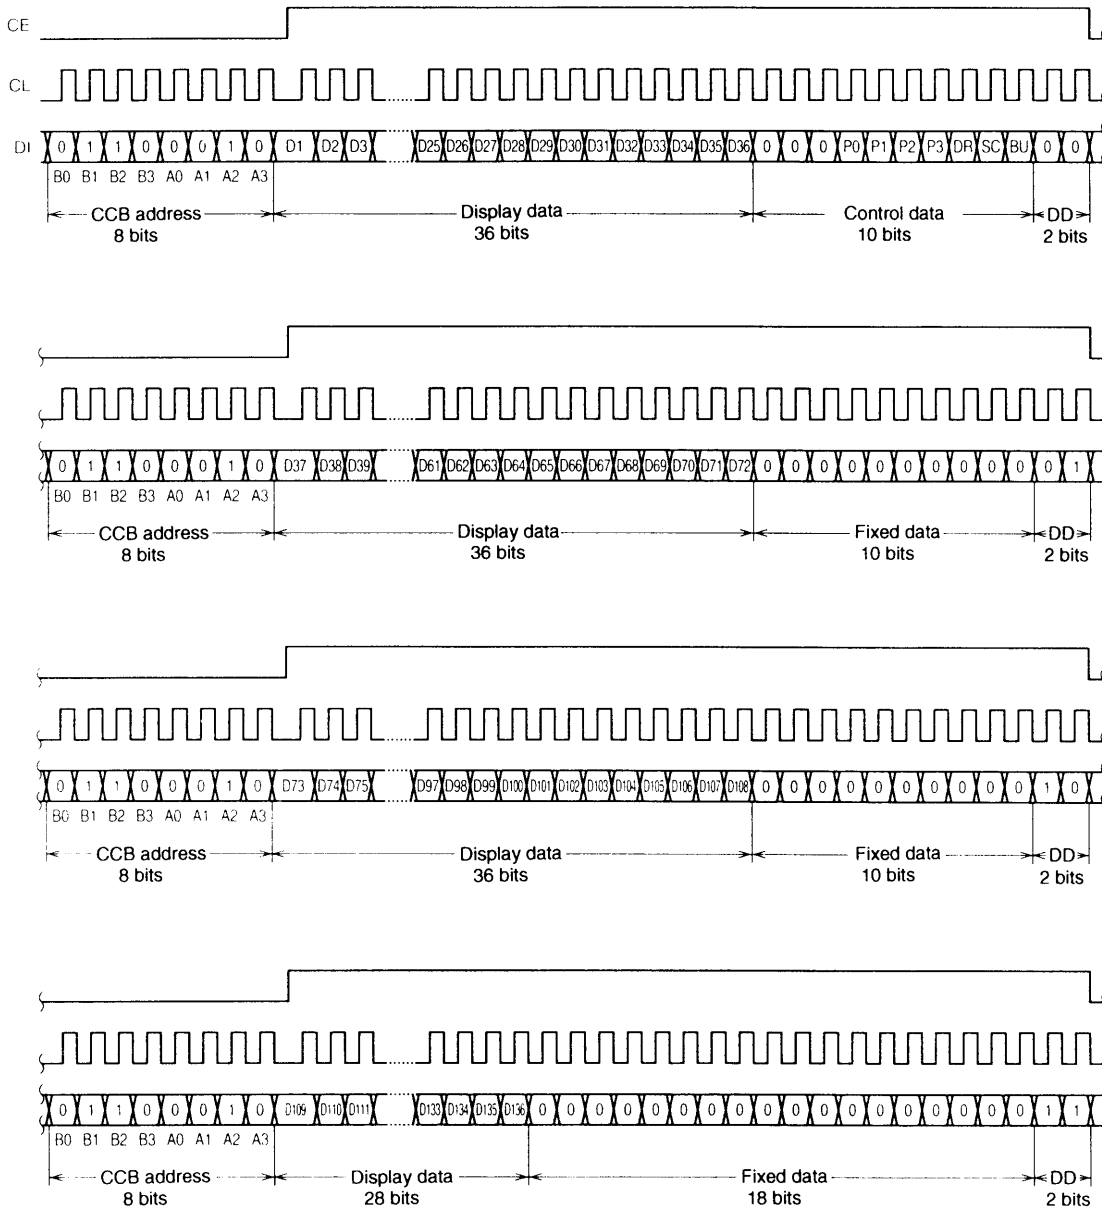 CE
CL
DI 0 1 1 0 0 0 1 0 D1 D2 D3 D25 D26 D27 D28 D29 D30 D31 D32 D33 D34 D35 D36 0 0 0 P0 P1 P2 P3 DR SC BU 0 0
B0 B1 B2 B3 A0 A1 A2 A3
CCB address Display data Control data DD
8 bits 36 bits 10 bits 2 bits
0 1 1 0 0 0 1 0 D37 D38 D39 D61 D62 D63 D64 D65 D66 D67 D68 D69 D70 D71 D72 0 0 0 0 0 0 0 0 0 0 0 1
B0 B1 B2 B3 A0 A1 A2 A3
CCB address Display data Fixed data DD
8 bits 36 bits 10 bits 2 bits
0 1 1 0 0 0 1 0 D73 D74 D75 D97 D98 D99 D100 D101 D102 D103 D104 D105 D106 D107 D108 0 0 0 0 0 0 0 0 0 0 1 0
B0 B1 B2 B3 A0 A1 A2 A3
CCB address Display data Fixed data DD
8 bits 36 bits 10 bits 2 bits
0 1 1 0 0 0 1 0 D109 D110 D111 D133 D134 D135 D136 0 0 0 0 0 0 0 0 0 0 0 0 0 0 0 0 0 0 1 1
B0 B1 B2 B3 A0 A1 A2 A3
CCB address Display data Fixed data DD
8 bits 28 bits 18 bits 2 bits